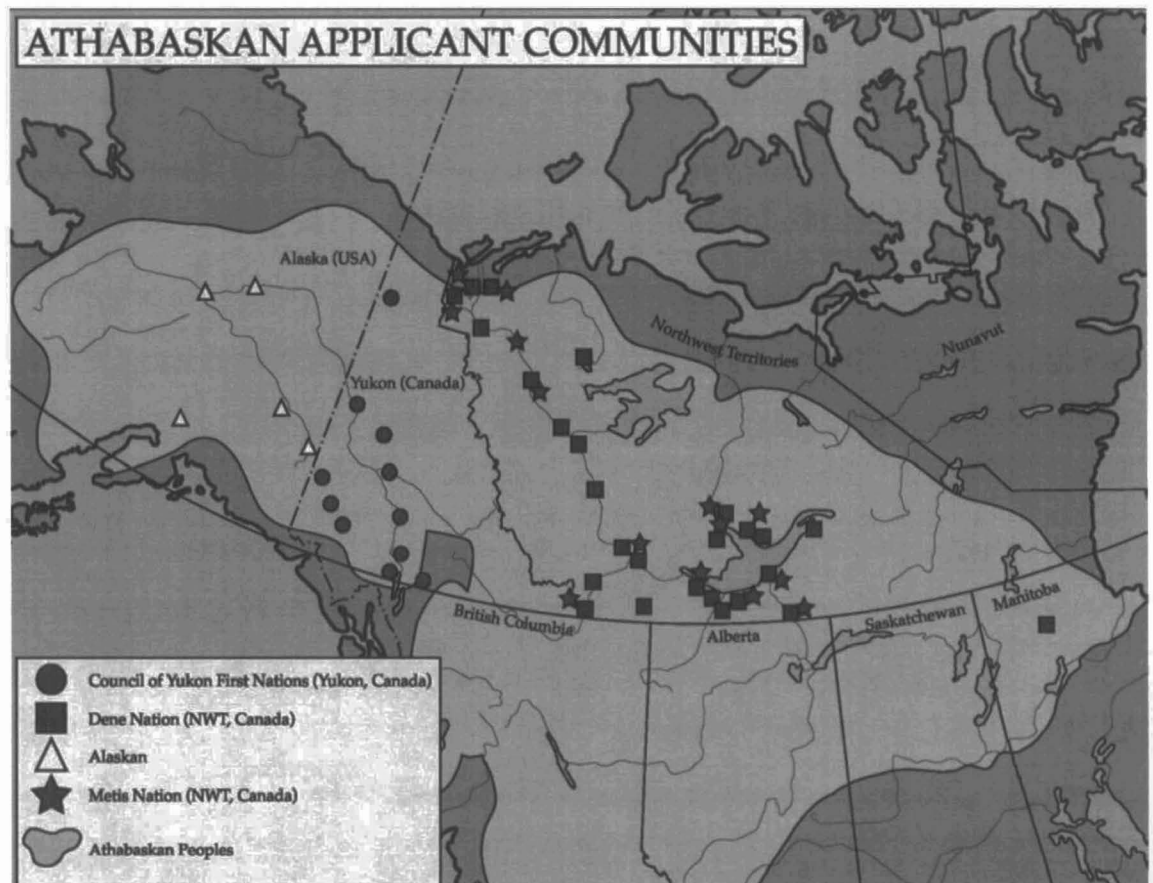 ATHABASKAN APPLICANT COMMUNITIES
Alaska (USA)
Northwest Territories
Nunavut
Yukon (Canada)
British Columbia
Alberta
Saskatchewan
Manitoba
Council of Yukon First Nations (Yukon, Canada)
Dene Nation (NWT, Canada)
Alaskan
Metis Nation (NWT, Canada)
Athabaskan Peoples